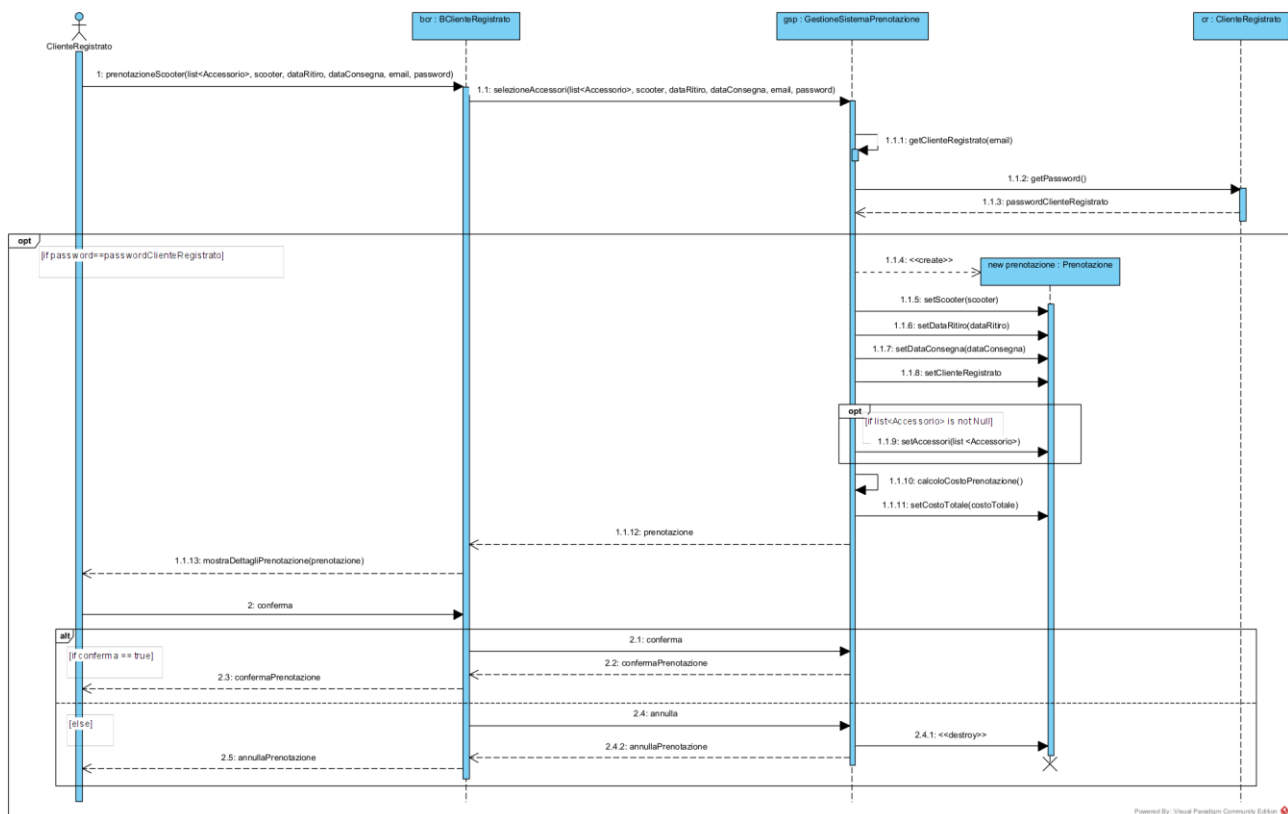 bcr : BClienteRegistrato
gsp : GestioneSistemaPrenotazione
cr : ClienteRegistrato
ClienteRegistrato
1: prenotazioneScooter(list<Accessorio>, scooter, dataRitiro, dataConsegna, email, password)
1.1: selezioneAccessori(list<Accessorio>, scooter, dataRitiro, dataConsegna, email, password)
1.1.1: getClienteRegistrato(email)
1.1.2: getPassword()
1.1.3: passwordClienteRegistrato
opt
[if password==passwordClienteRegistrato]
1.1.4: <<create>>
new prenotazione : Prenotazione
1.1.5: setScooter(scooter)
1.1.6: setDataRitiro(dataRitiro)
1.1.7: setDataConsegna(dataConsegna)
1.1.8: setClienteRegistrato
opt
[if list<Accessorio> is not Null]
1.1.9: setAccessori(list <Accessorio>)
1.1.10: calcoloCostoPrenotazione()
1.1.11: setCostoTotale(costoTotale)
1.1.12: prenotazione
1.1.13: mostraDettagliPrenotazione(prenotazione)
2: conferma
alt
[if conferma == true]
2.1: conferma
2.2: confermaPrenotazione
2.3: confermaPrenotazione
[else]
2.4: annulla
2.4.1: <<destroy>>
2.4.2: annullaPrenotazione
2.5: annullaPrenotazione
Powered By: Visual Paradigm Community Edition